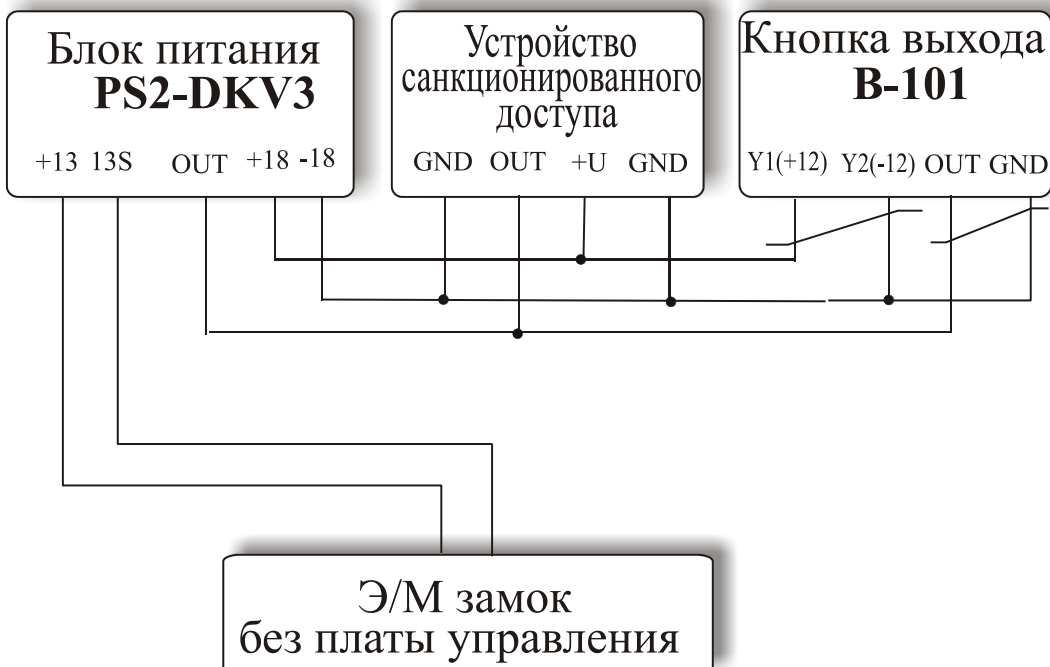 Блок питания
PS2-DKV3
+13 13S OUT +18 -18
Устройство
санкционированного
доступа
GND OUT +U GND
Кнопка выхода
B-101
Y1(+12) Y2(-12) OUT GND
Э/М замок
без платы управления